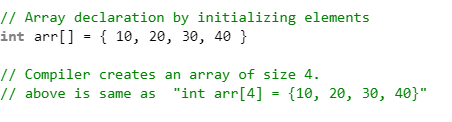 // Array declaration by initializing elements
int arr[] = { 10, 20, 30, 40 }
// Compiler creates an array of size 4.
// above is same as  "int arr[4] = {10, 20, 30, 40}"